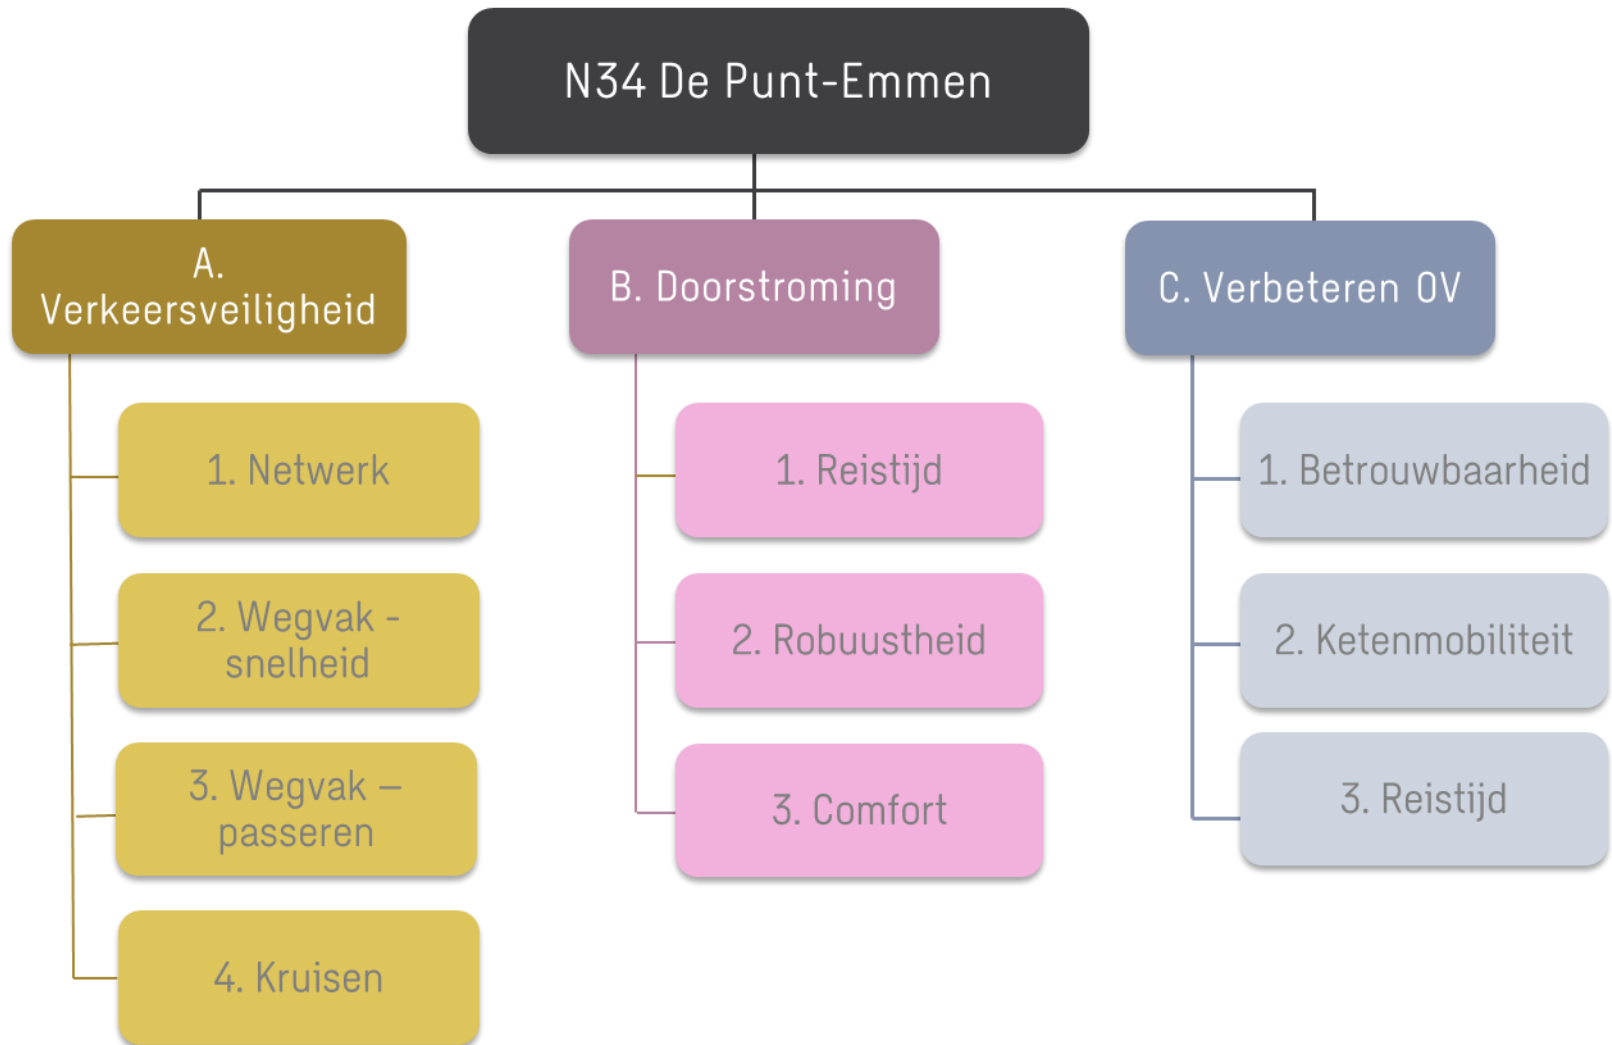 N34 De Punt-Emmen
A.
Verkeersveiligheid
1. Netwerk
2. Wegvak -
snelheid
3. Wegvak –
passeren
4. Kruisen
B. Doorstroming
1. Reistijd
2. Robuustheid
3. Comfort
C. Verbeteren OV
1. Betrouwbaarheid
2. Ketenmobiliteit
3. Reistijd